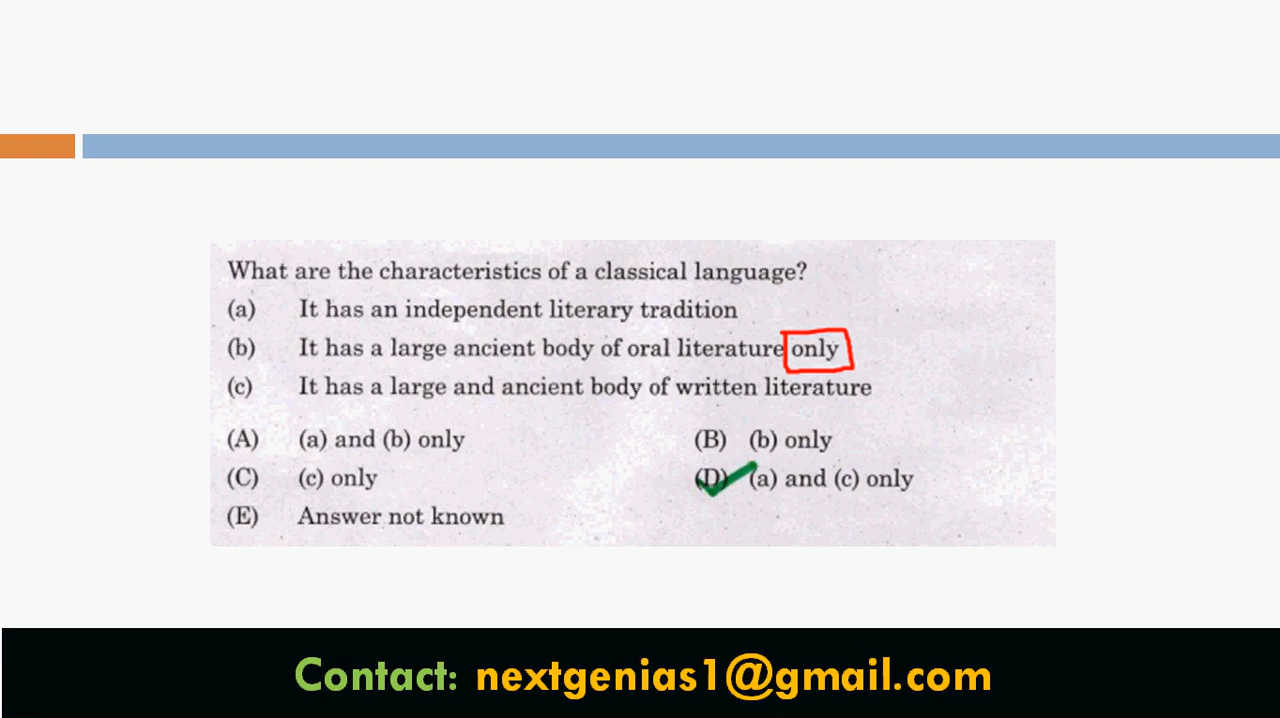 What are the characteristics of a classical language?
(a) It has an independent literary tradition
(b) It has a large ancient body of oral literature only
(c) It has a large and ancient body of written literature
(A) (a) and (b) only (B) (b) only
(C) (c) only (D) (a) and (c) only
(E) Answer not known
Contact: nextgenias1@gmail.com